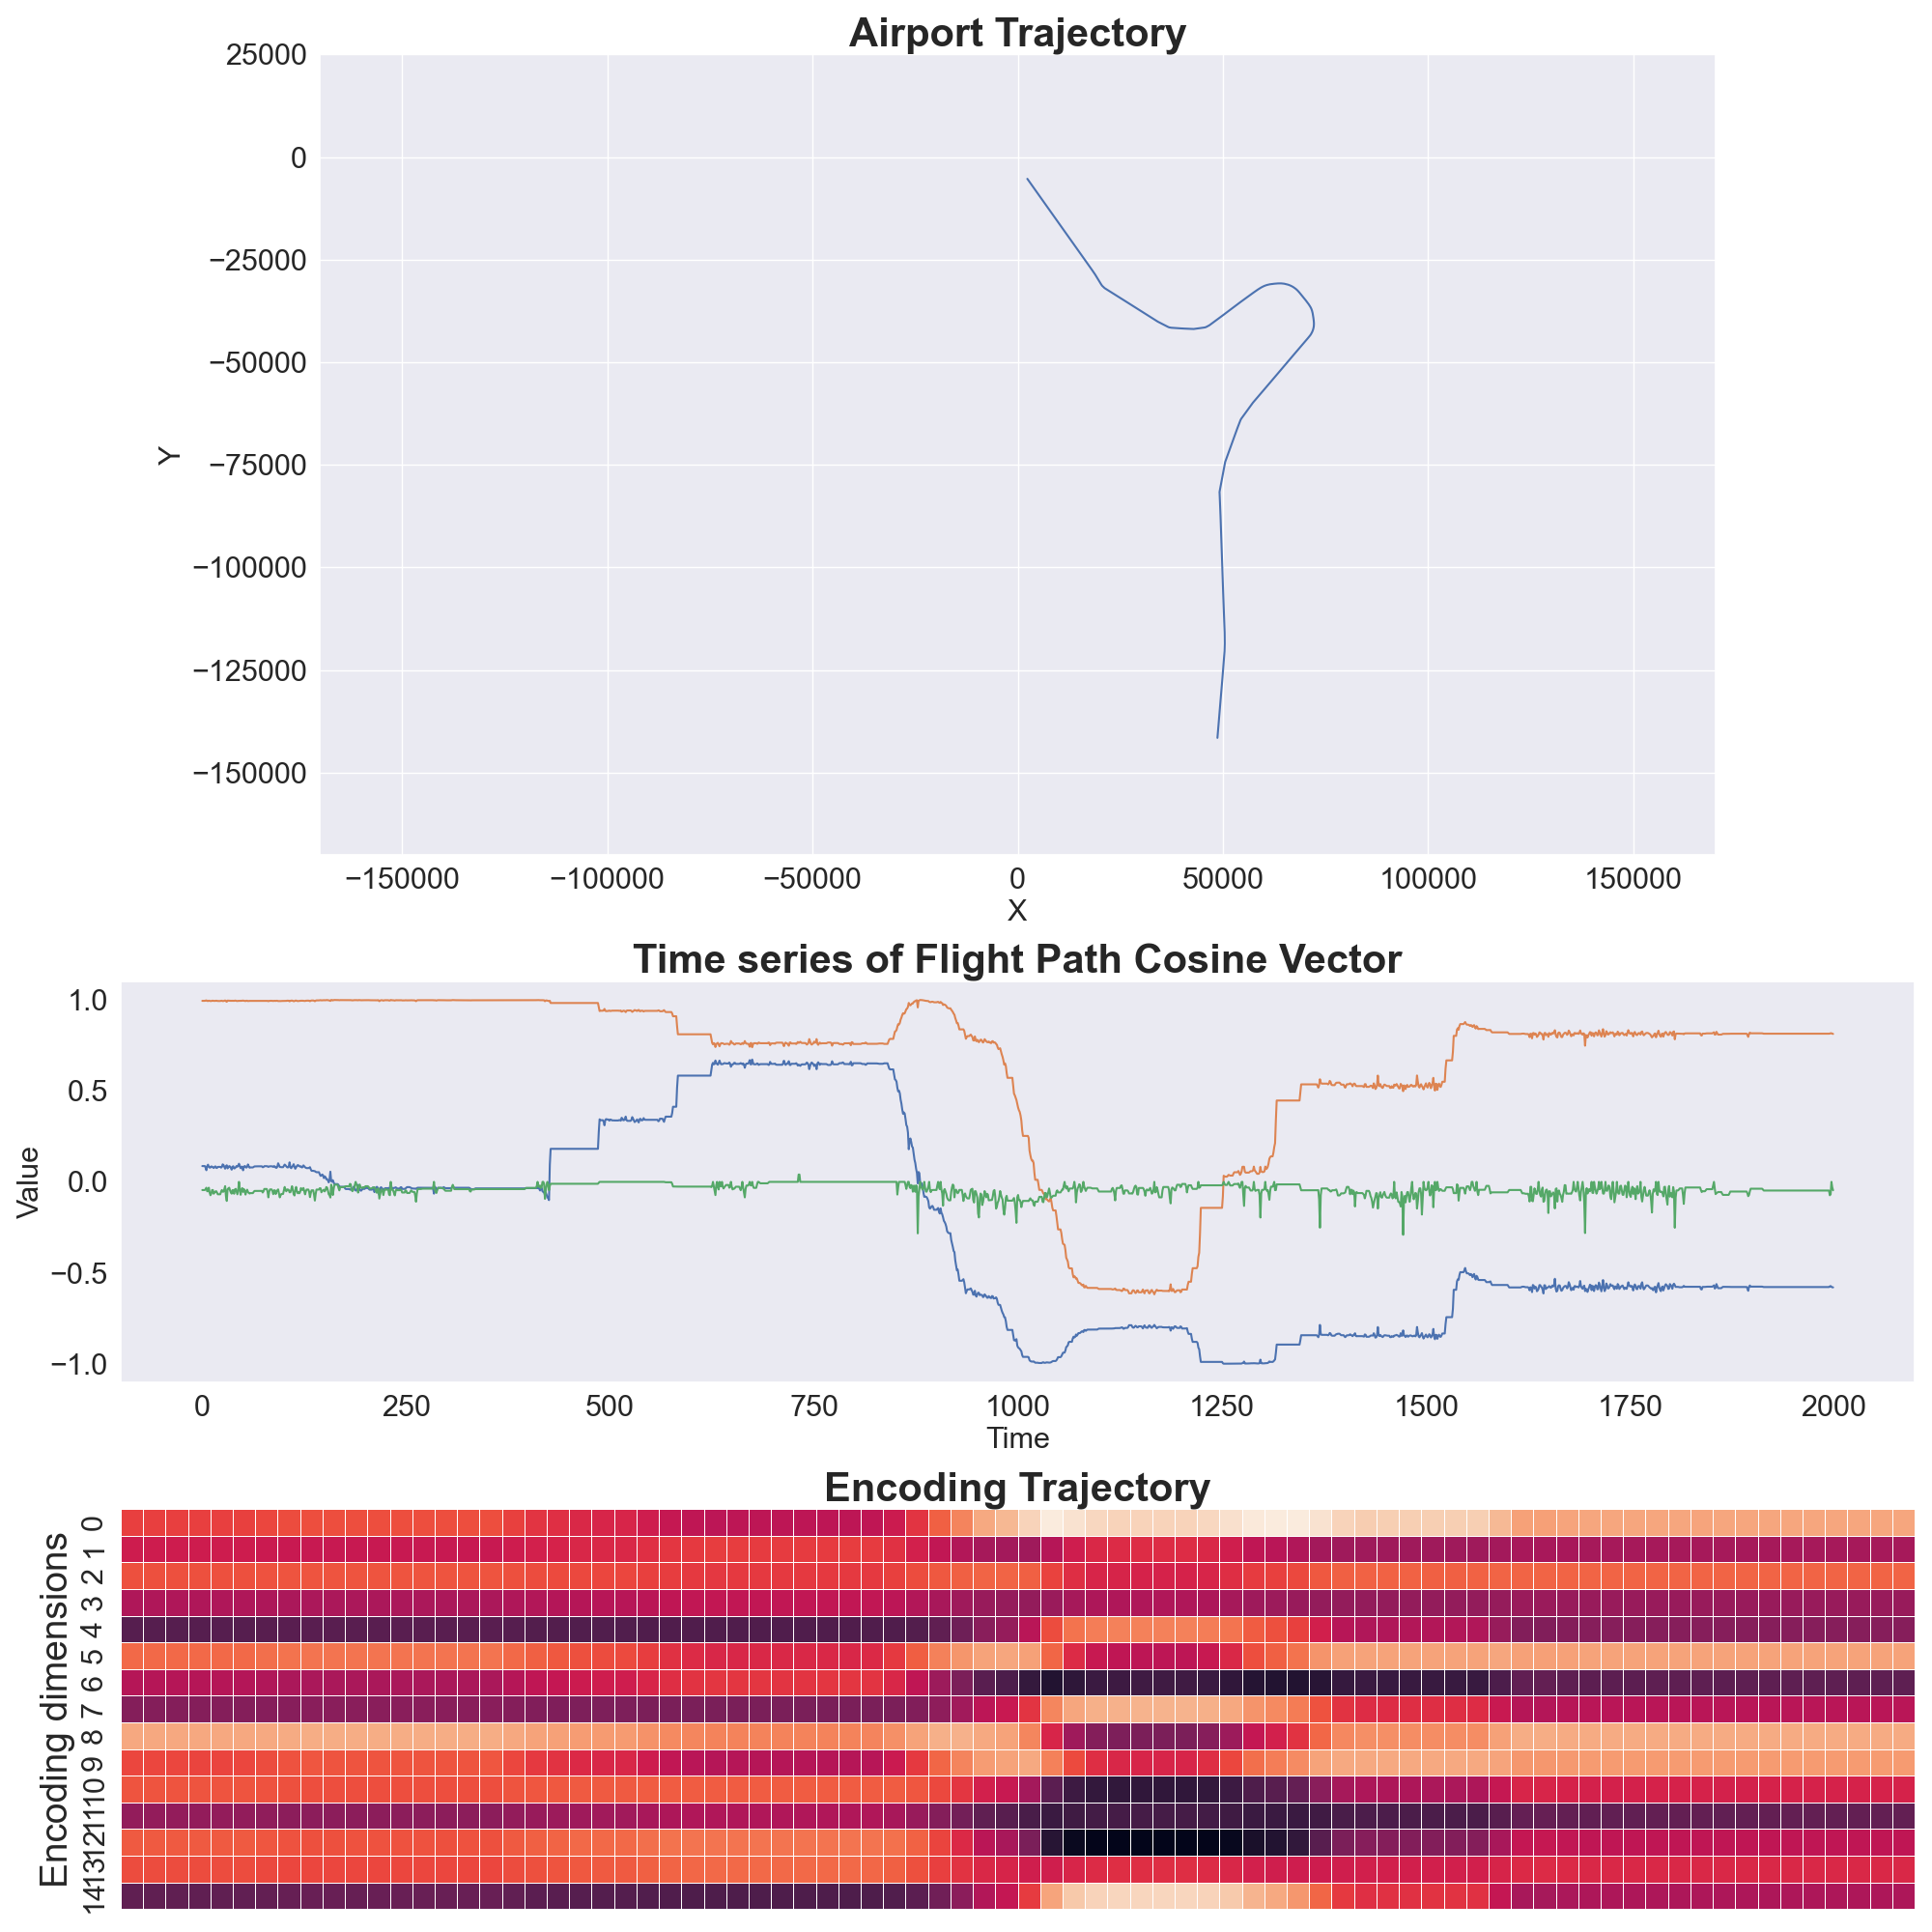 Airport Trajectory
25000
0
−25000
−50000
−75000
−100000
−125000
−150000
Y
−150000 −100000 −50000 0 50000 100000 150000
X
Time series of Flight Path Cosine Vector
1.0
0.5
0.0
−0.5
−1.0
Value
0 250 500 750 1000 1250 1500 1750 2000
Time
Encoding Trajectory
Encoding dimensions
0
1
2
3
4
5
6
7
8
9
10
11
12
13
14